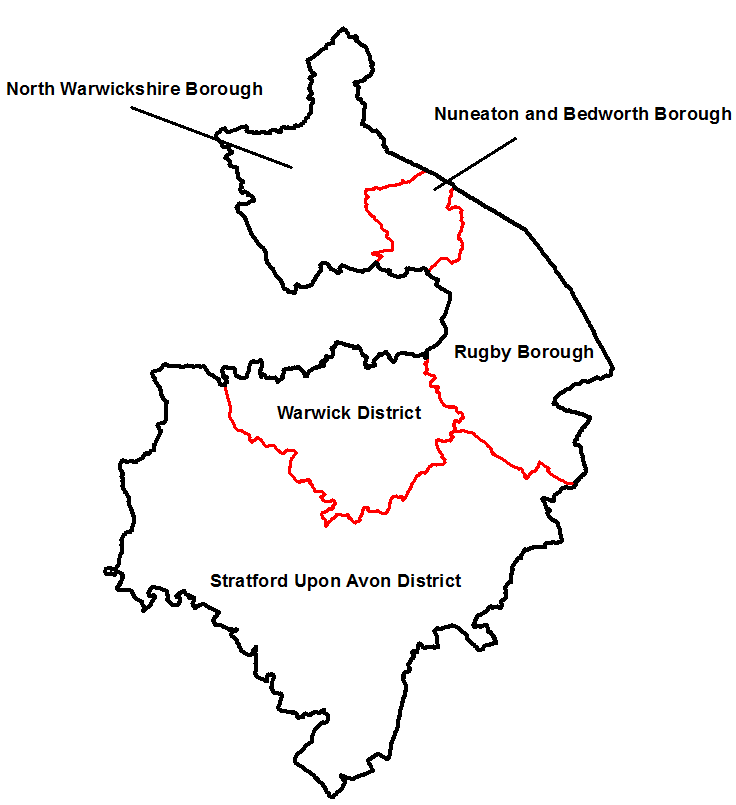 North Warwickshire Borough
Nuneaton and Bedworth Borough
Rugby Borough
Warwick District
Stratford Upon Avon District